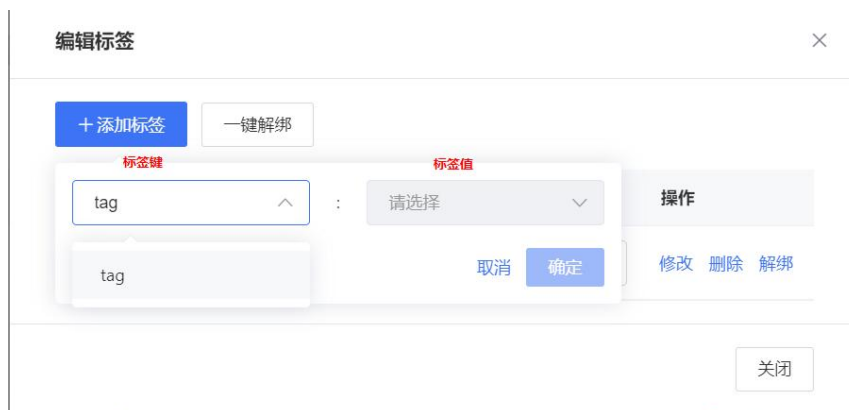 编辑标签
+添加标签 一键解绑
标签键 标签值
tag : 请选择 操作
tag 取消 确定 修改 删除 解绑
关闭